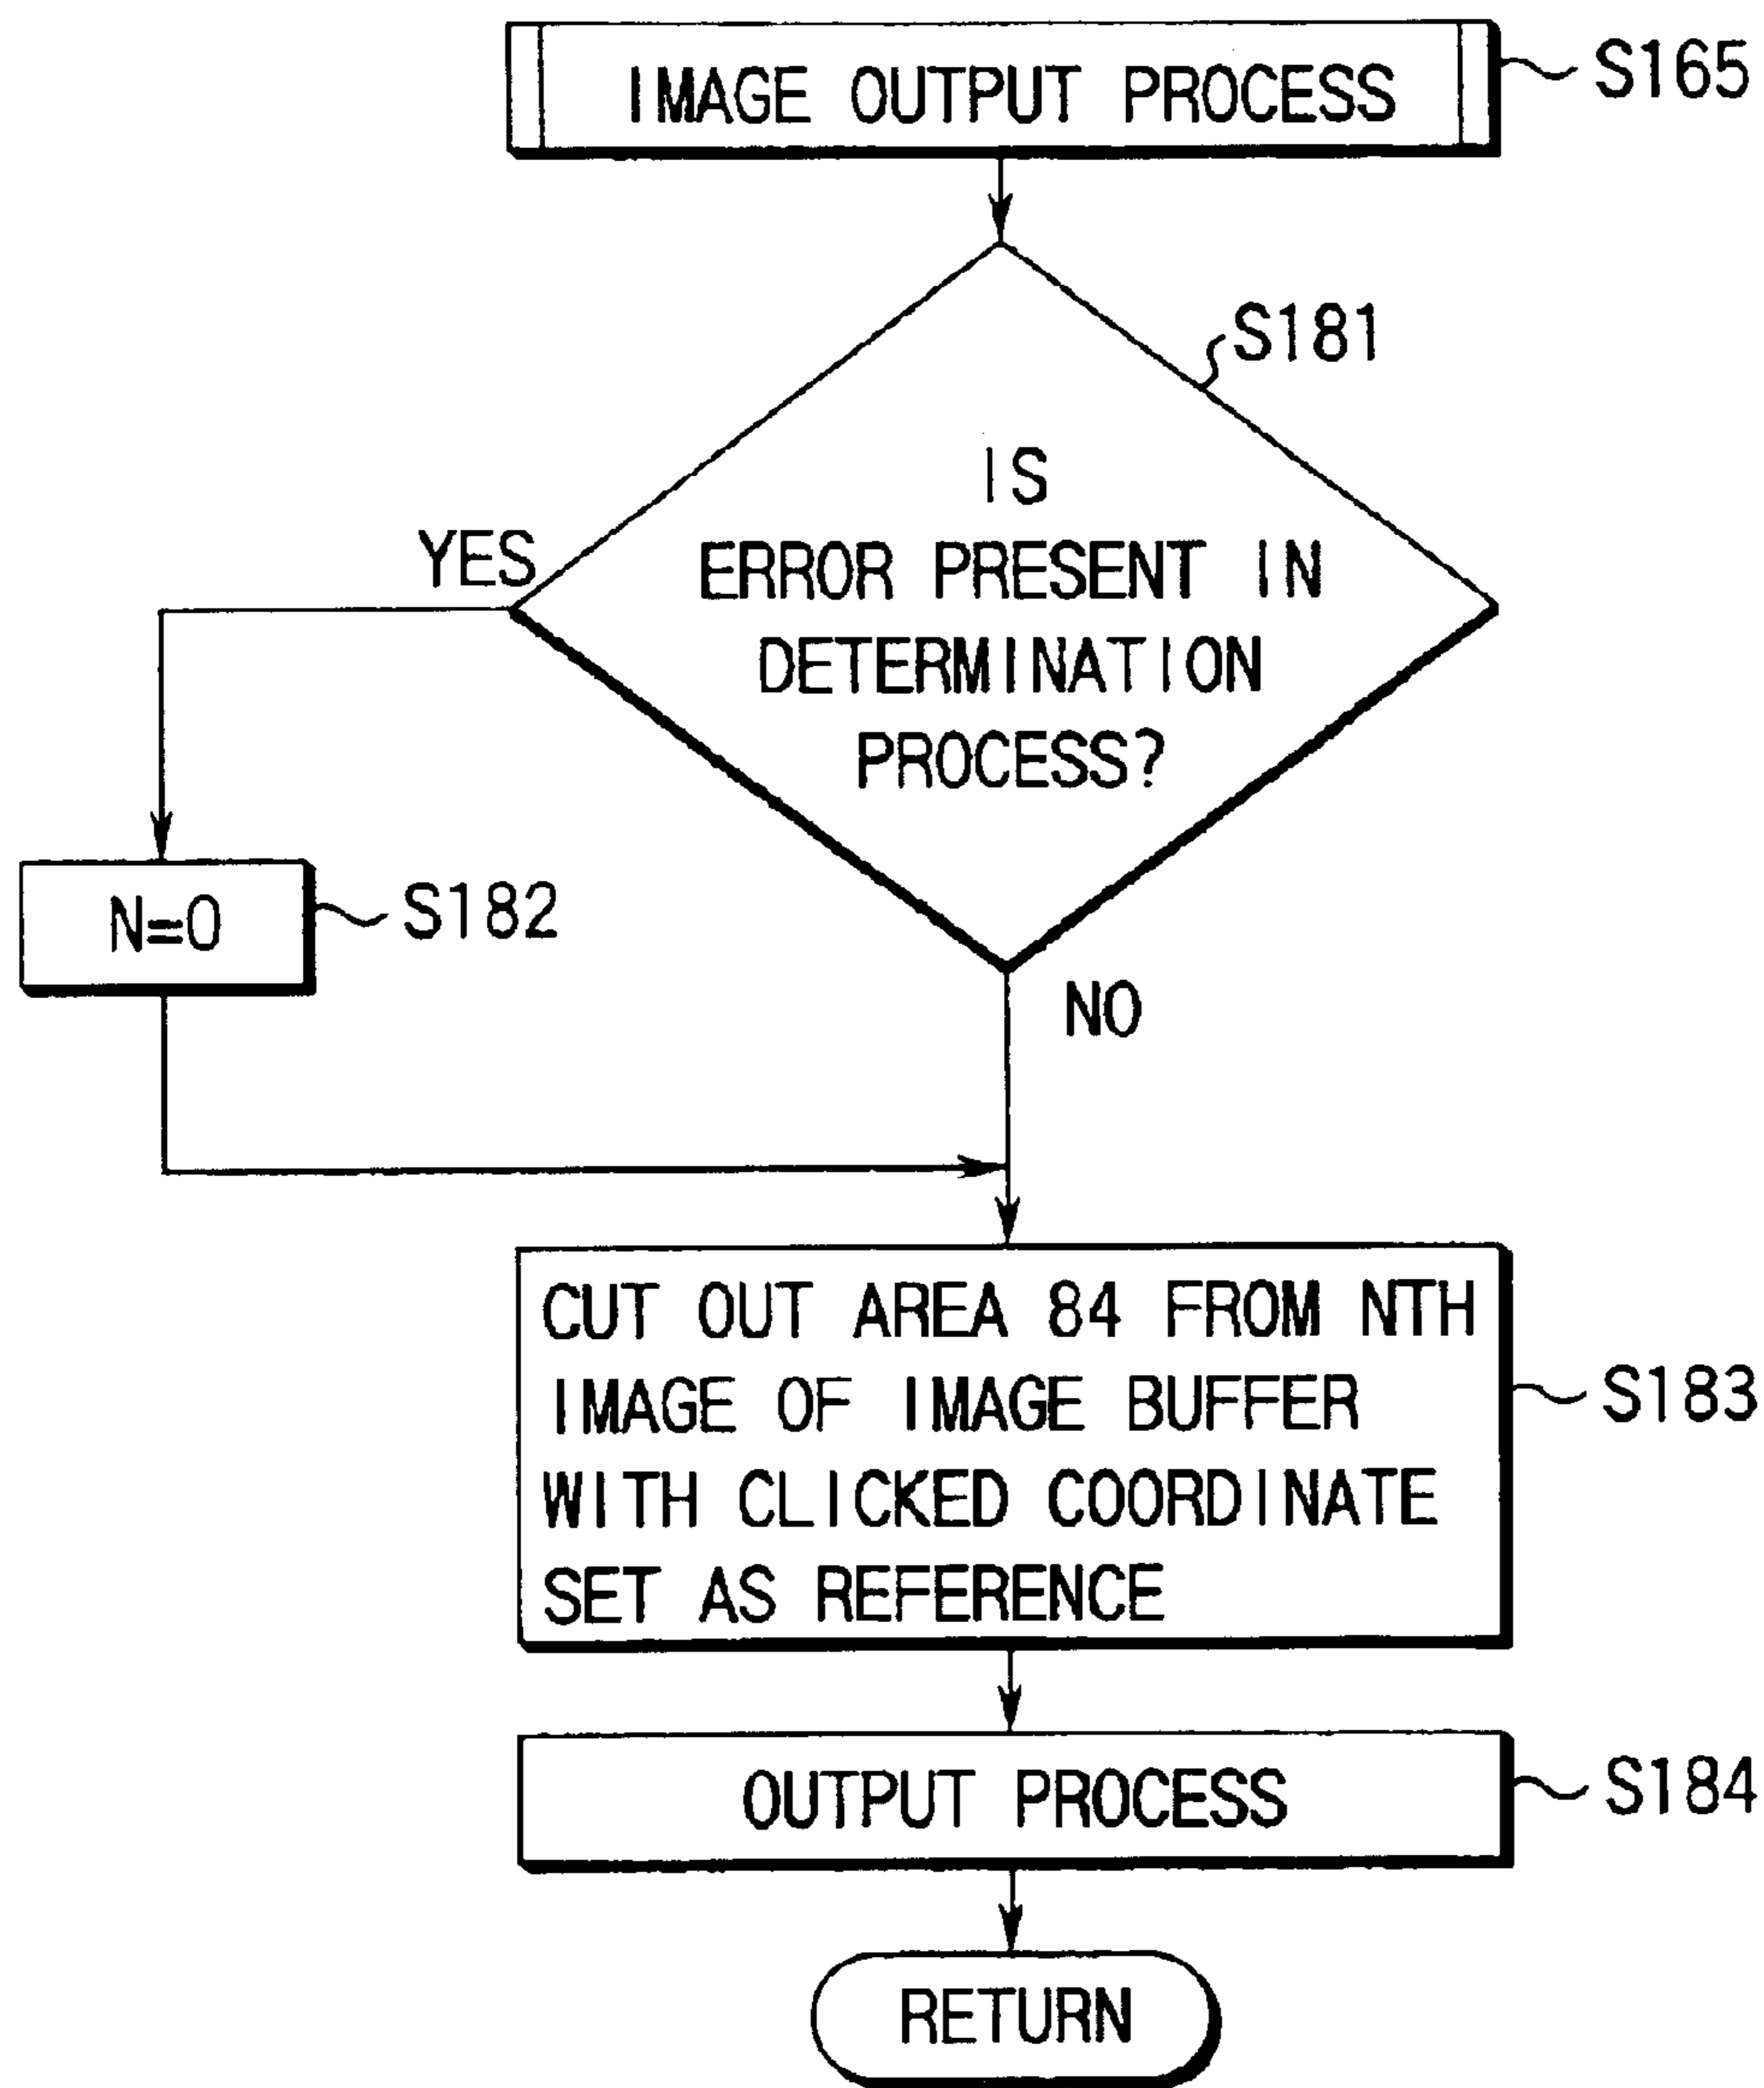 IMAGE OUTPUT PROCESS
S165
S181
IS
ERROR PRESENT IN
DETERMINATION
PROCESS?
YES
N=0
S182
NO
CUT OUT AREA 84 FROM NTH
IMAGE OF IMAGE BUFFER
WITH CLICKED COORDINATE
SET AS REFERENCE
S183
OUTPUT PROCESS
S184
RETURN